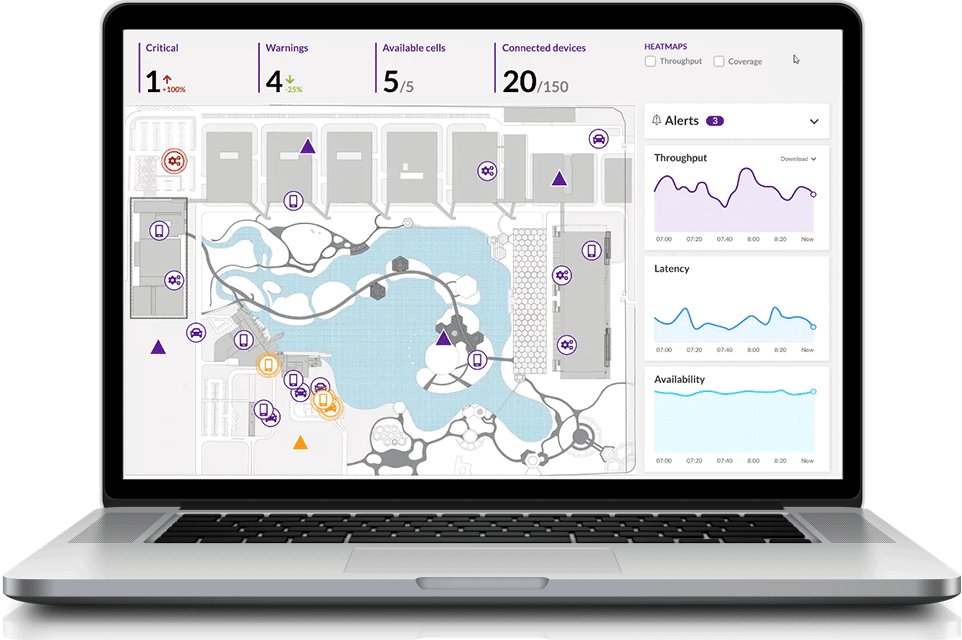 Critical
1 +100%
Warnings
4 -25%
Available cells
5/5
Connected devices
20/150
HEATMAPS
Throughput Coverage
Alerts 3
Throughput Download
07:00 07:20 07:40 8:00 8:20 Now
Latency
07:00 07:20 07:40 8:00 8:20 Now
Availability
07:00 07:20 07:40 8:00 8:20 Now